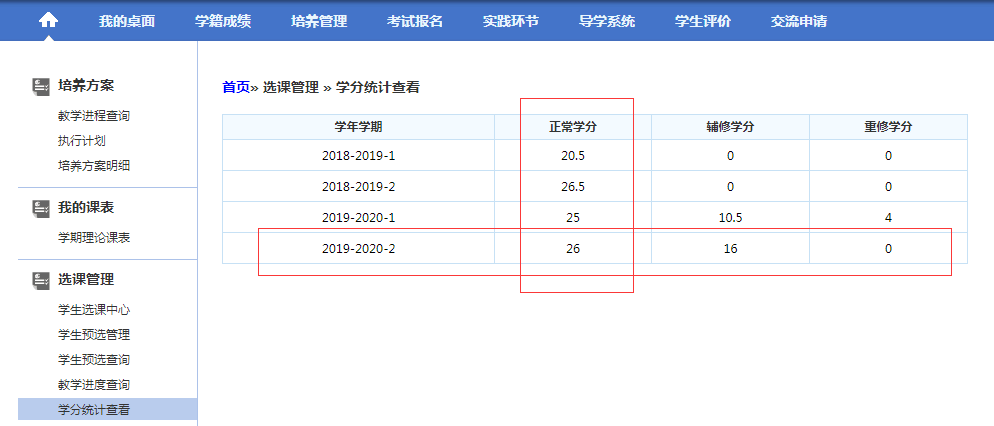 我的桌面 学籍成绩 培养管理 考试报名 实践环节 导学系统 学生评价 交流申请
培养方案
教学进程查询
执行计划
培养方案明细
我的课表
学期理论课表
选课管理
学生选课中心
学生预选管理
学生预选查询
教学进度查询
学分统计查看
首页» 选课管理 » 学分统计查看
学年学期 正常学分 辅修学分 重修学分
2018-2019-1 20.5 0 0
2018-2019-2 26.5 0 0
2019-2020-1 25 10.5 4
2019-2020-2 26 16 0